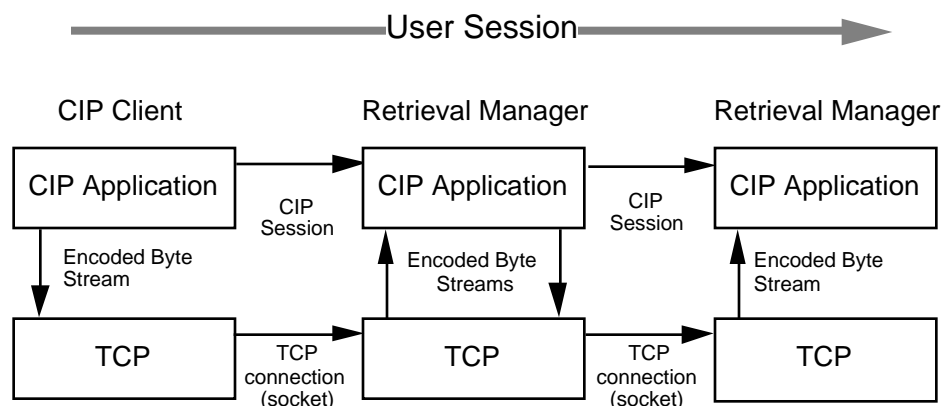 User Session
CIP Client
Retrieval Manager
Retrieval Manager
CIP Application
CIP Application
CIP Application
CIP
Session
CIP
Session
Encoded Byte
Stream
Encoded Byte
Streams
Encoded Byte
Stream
TCP
TCP
TCP
TCP
connection
(socket)
TCP
connection
(socket)